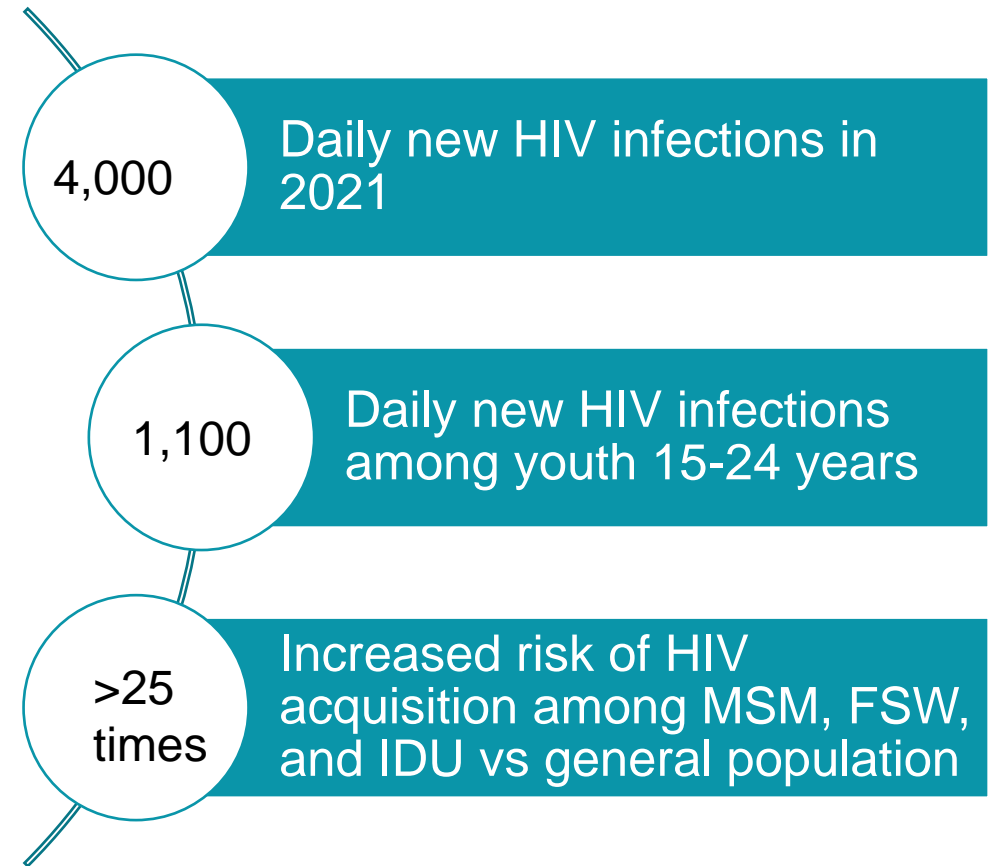 4,000
Daily new HIV infections in
2021
1,100
Daily new HIV infections
among youth 15-24 years
>25
times
Increased risk of HIV
acquisition among MSM, FSW,
and IDU vs general population